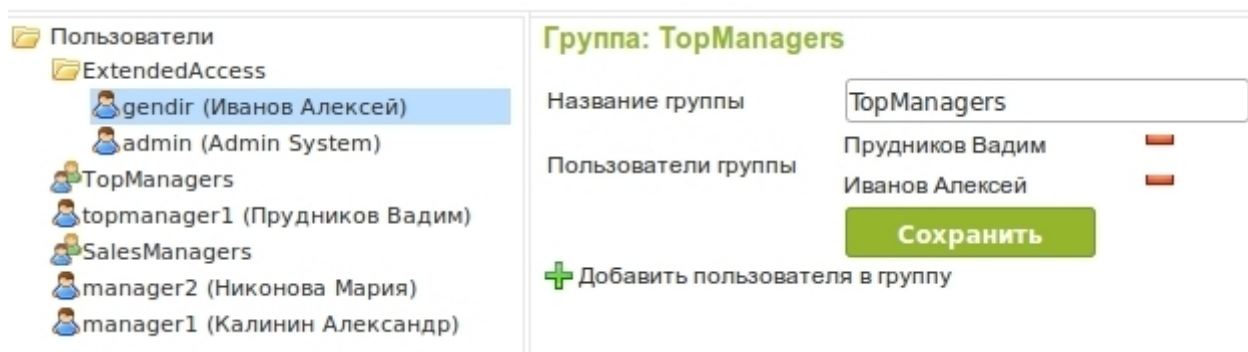 Пользователи
ExtendedAccess
gendir (Иванов Алексей)
admin (Admin System)
TopManagers
topmanager1 (Прудников Вадим)
SalesManagers
manager2 (Никонова Мария)
manager1 (Калинин Александр)
Группа: TopManagers
Название группы
TopManagers
Пользователи группы
Прудников Вадим
Иванов Алексей
Сохранить
Добавить пользователя в группу